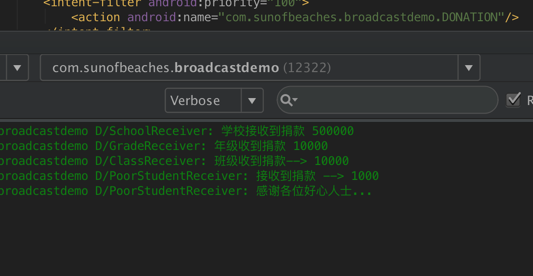 <intent-filter android:priority="100">
<action android:name="com.sunofbeaches.broadcastdemo.DONATION"/>
</intent-filter>
com.sunofbeaches.broadcastdemo (12322)
Verbose
R
broadcastdemo D/SchoolReceiver: 学校接收到捐款 500000
broadcastdemo D/GradeReceiver: 年级收到捐款 10000
broadcastdemo D/ClassReceiver: 班级收到捐款--> 10000
broadcastdemo D/PoorStudentReceiver: 接收到捐款 --> 1000
broadcastdemo D/PoorStudentReceiver: 感谢各位好心人士...